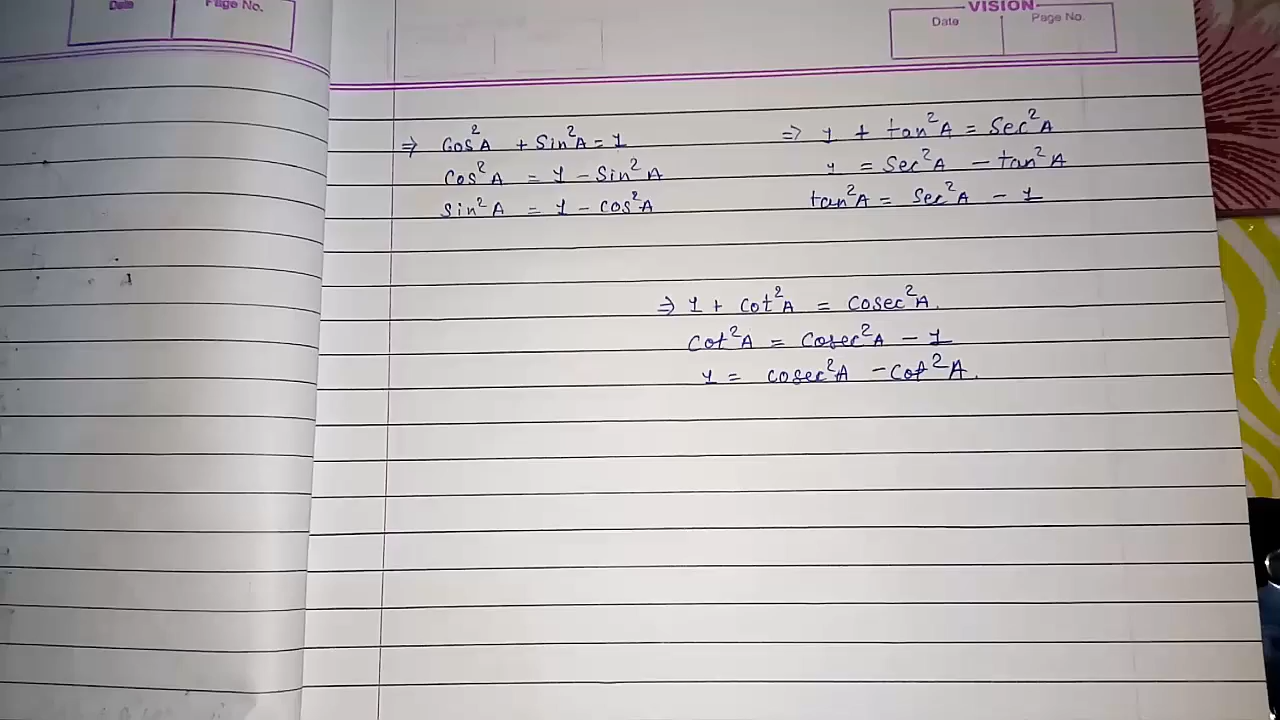 Date Page No.
VISION
Date Page No.
⇒ Cos²A + Sin²A = 1
Cos²A = 1 - Sin²A
Sin²A = 1 - cos²A
⇒ 1 + tan²A = Sec²A
1 = Sec²A - tan²A
tan²A = Sec²A - 1
⇒ 1 + Cot²A = Cosec²A.
Cot²A = Cosec²A - 1
1 = cosec²A - Cot²A.